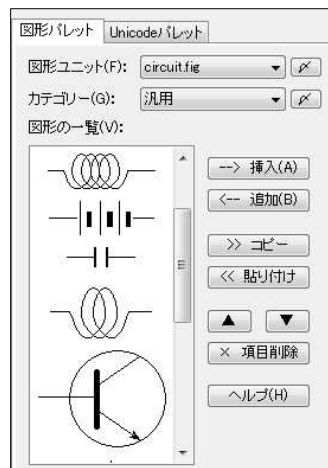 図形パレット Unicodeパレット
図形ユニット(F): circuit.fig
カテゴリー(G): 汎用
図形の一覧(V):
--> 挿入(A)
<-- 追加(B)
>> コピー
<< 貼り付け
▲ ▼
× 項目削除
ヘルプ(H)